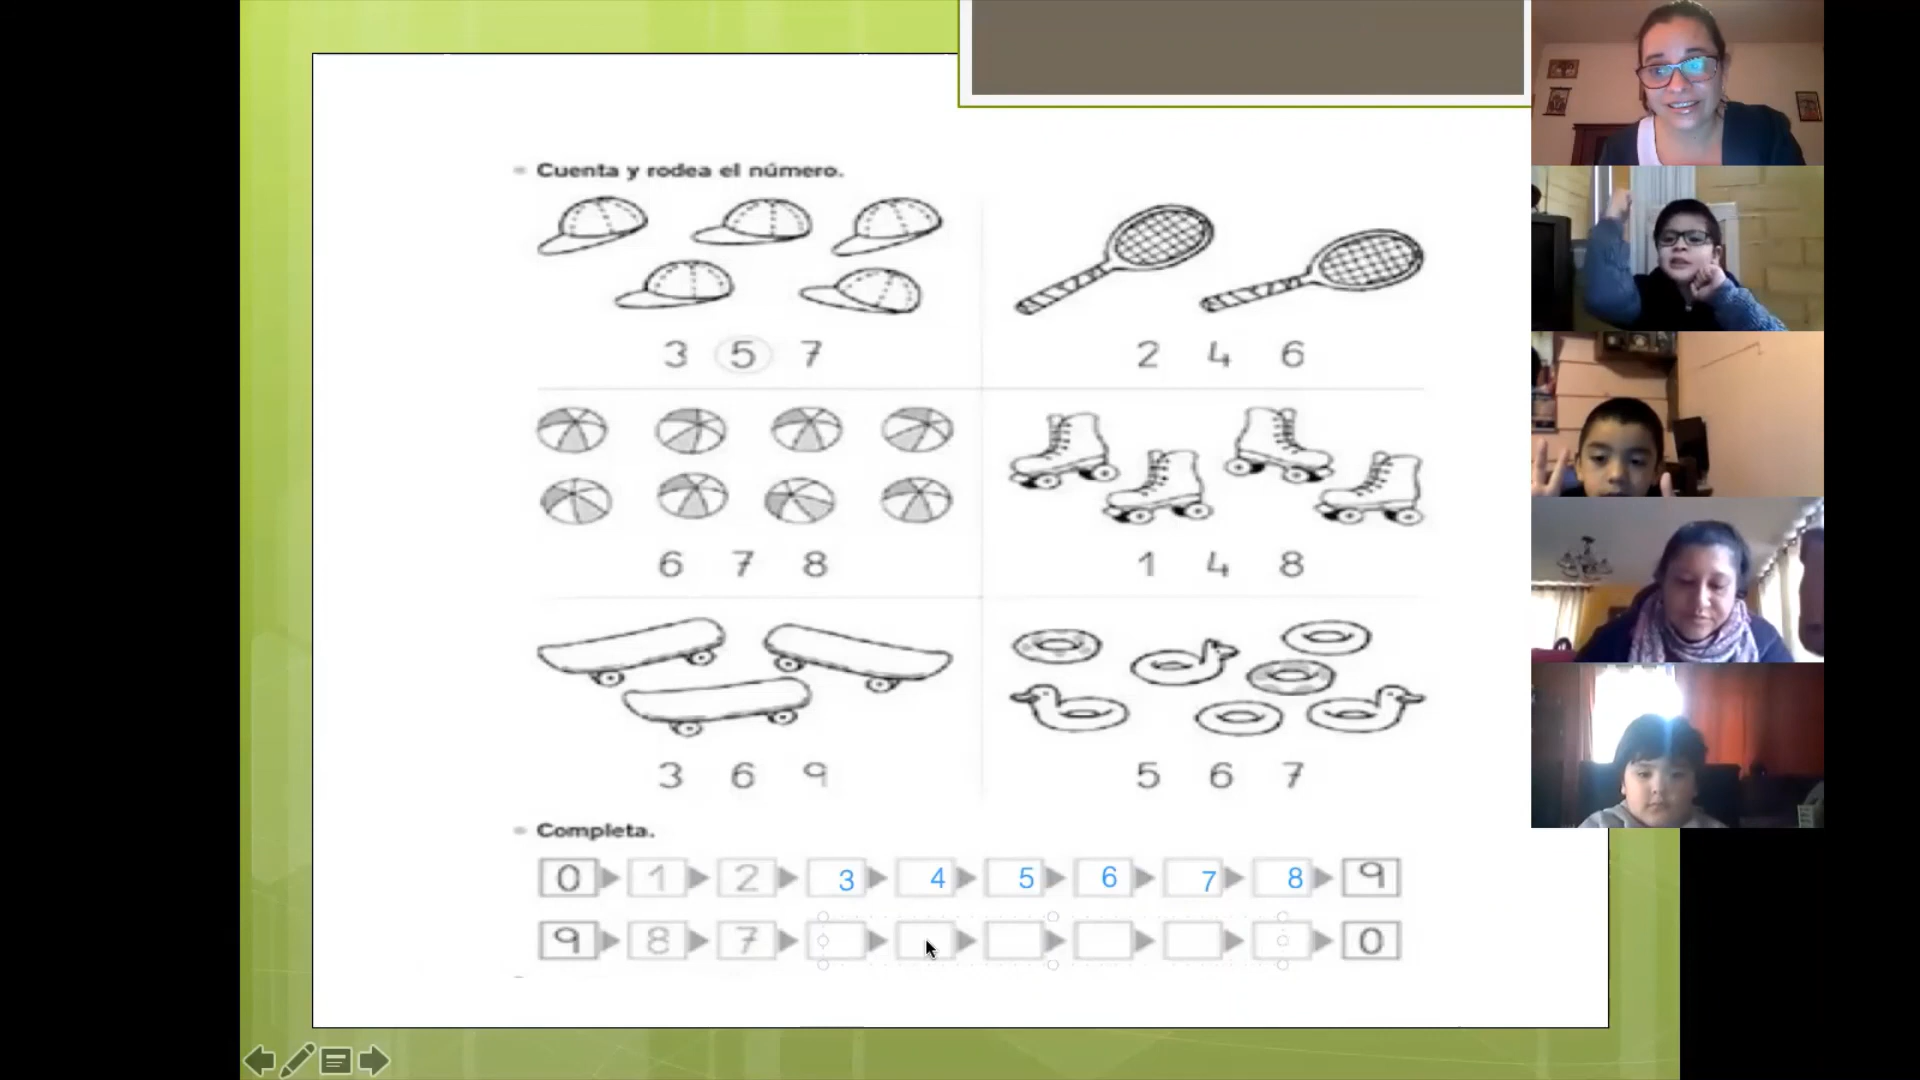 Cuenta y rodea el número.
3 5 7
2 4 6
6 7 8
1 4 8
3 6 9
5 6 7
Completa.
0 1 2 3 4 5 6 7 8 9
9 8 7 0